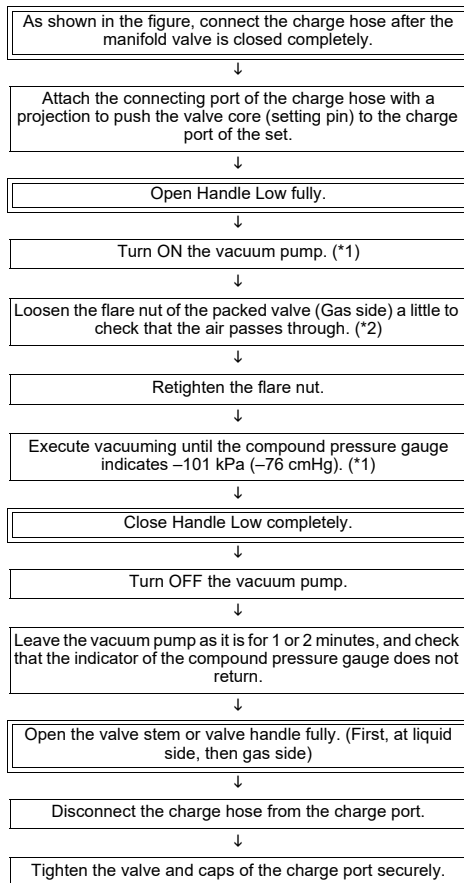 As shown in the figure, connect the charge hose after the
manifold valve is closed completely.
↓
Attach the connecting port of the charge hose with a
projection to push the valve core (setting pin) to the charge
port of the set.
↓
Open Handle Low fully.
↓
Turn ON the vacuum pump. (*1)
↓
Loosen the flare nut of the packed valve (Gas side) a little to
check that the air passes through. (*2)
↓
Retighten the flare nut.
↓
Execute vacuuming until the compound pressure gauge
indicates –101 kPa (–76 cmHg). (*1)
↓
Close Handle Low completely.
↓
Turn OFF the vacuum pump.
↓
Leave the vacuum pump as it is for 1 or 2 minutes, and check
that the indicator of the compound pressure gauge does not
return.
↓
Open the valve stem or valve handle fully. (First, at liquid
side, then gas side)
↓
Disconnect the charge hose from the charge port.
↓
Tighten the valve and caps of the charge port securely.